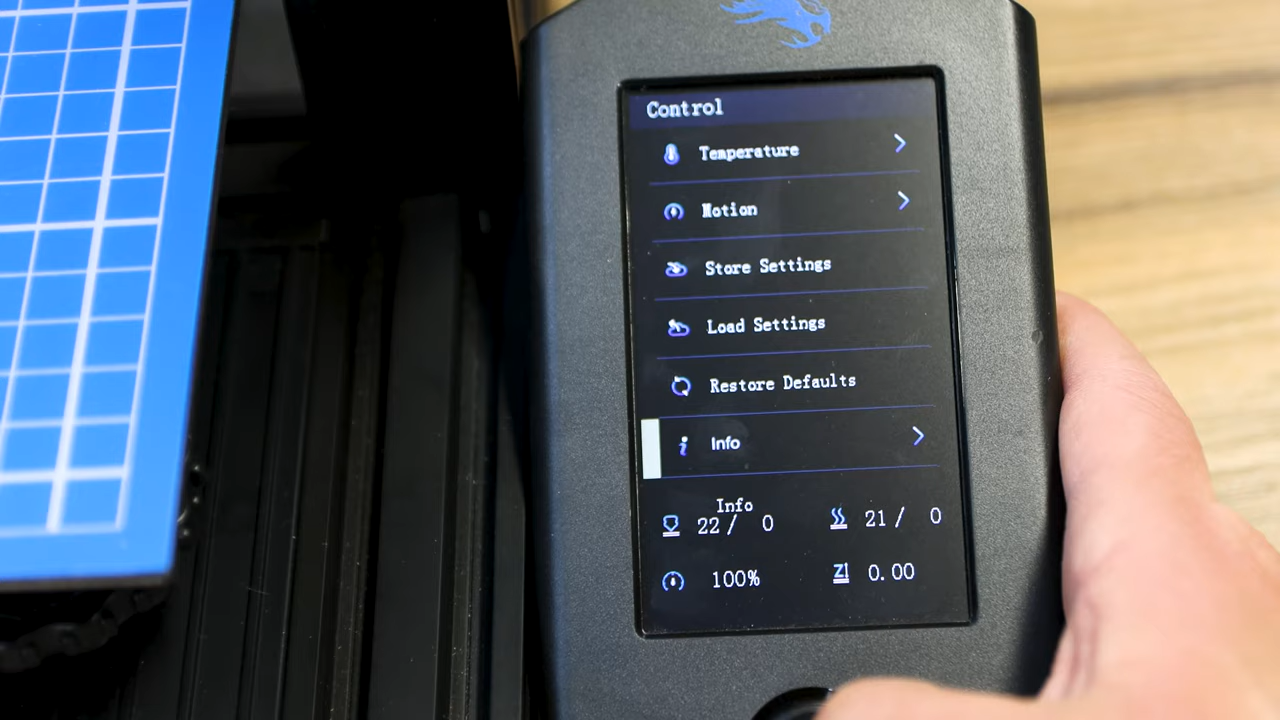 Control
Temperature
Motion
Store Settings
Load Settings
Restore Defaults
Info
Info
22 / 0 21 / 0
100% Z 0.00